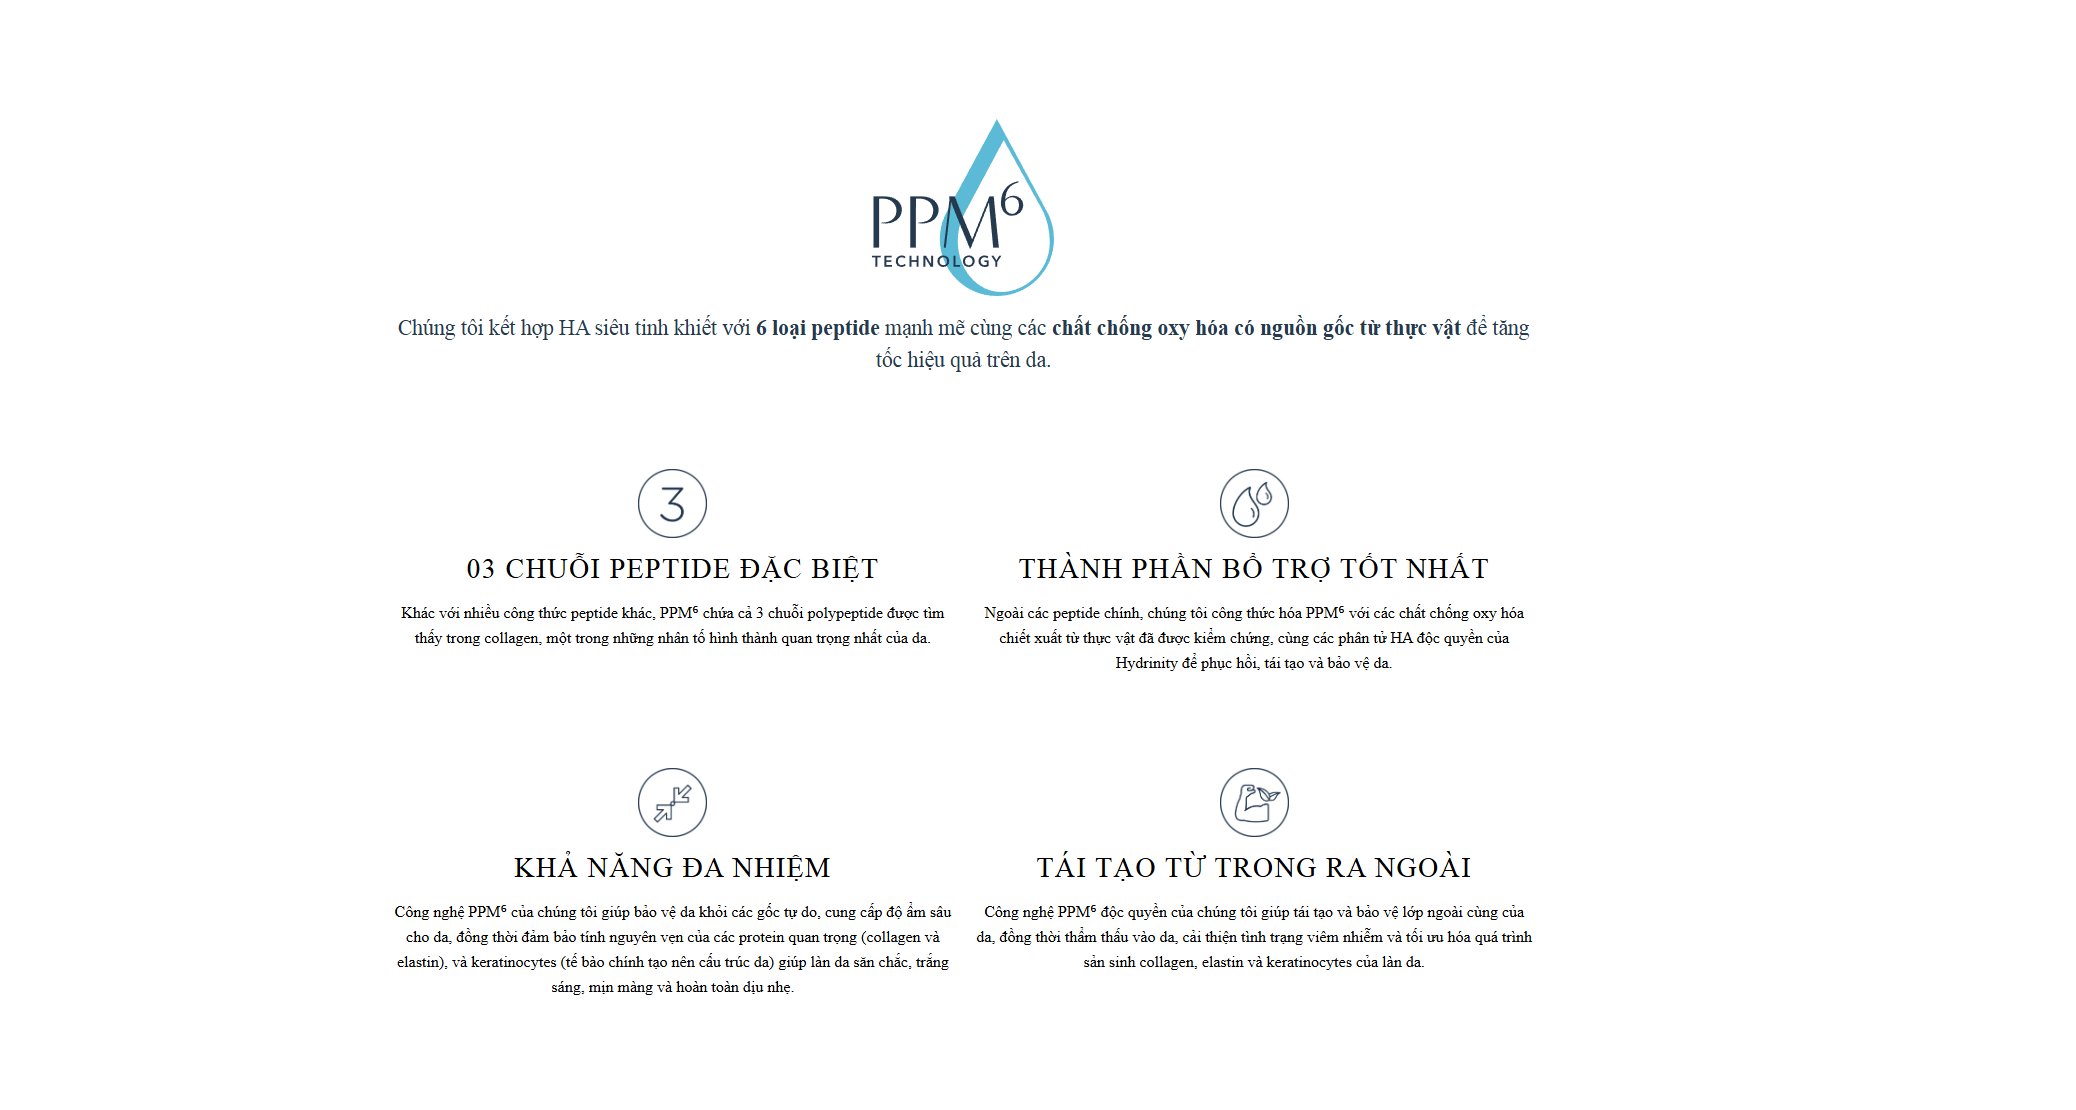 PPM⁶
TECHNOLOGY
Chúng tôi kết hợp HA siêu tinh khiết với 6 loại peptide mạnh mẽ cùng các chất chống oxy hóa có nguồn gốc từ thực vật để tăng
tốc hiệu quả trên da.
3
03 CHUỖI PEPTIDE ĐẶC BIỆT
Khác với nhiều công thức peptide khác, PPM⁶ chứa cả 3 chuỗi polypeptide được tìm
thấy trong collagen, một trong những nhân tố hình thành quan trọng nhất của da.
THÀNH PHẦN BỔ TRỢ TỐT NHẤT
Ngoài các peptide chính, chúng tôi công thức hóa PPM⁶ với các chất chống oxy hóa
chiết xuất từ thực vật đã được kiểm chứng, cùng các phân tử HA độc quyền của
Hydrinity để phục hồi, tái tạo và bảo vệ da.
KHẢ NĂNG ĐA NHIỆM
Công nghệ PPM⁶ của chúng tôi giúp bảo vệ da khỏi các gốc tự do, cung cấp độ ẩm sâu
cho da, đồng thời đảm bảo tính nguyên vẹn của các protein quan trọng (collagen và
elastin), và keratinocytes (tế bào chính tạo nên cấu trúc da) giúp làn da săn chắc, trắng
sáng, mịn màng và hoàn toàn dịu nhẹ.
TÁI TẠO TỪ TRONG RA NGOÀI
Công nghệ PPM⁶ độc quyền của chúng tôi giúp tái tạo và bảo vệ lớp ngoài cùng của
da, đồng thời thẩm thấu vào da, cải thiện tình trạng viêm nhiễm và tối ưu hóa quá trình
sản sinh collagen, elastin và keratinocytes của làn da.